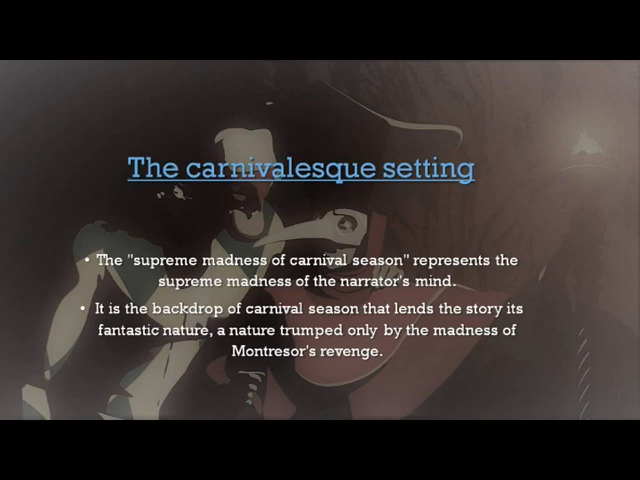 The carnivalesque setting
• The "supreme madness of carnival season" represents the
supreme madness of the narrator's mind.
• It is the backdrop of carnival season that lends the story its
fantastic nature, a nature trumped only by the madness of
Montresor's revenge.